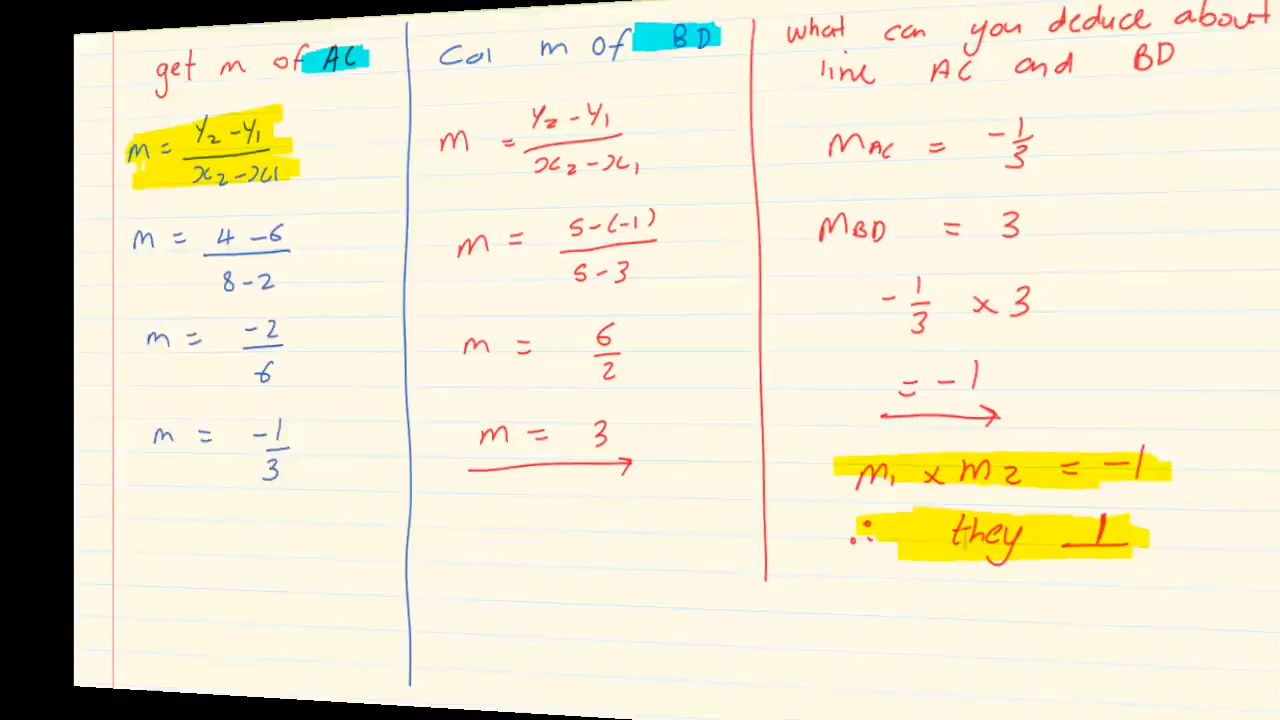 get m of AC
m = y₂ - y₁ / x₂ - x₁
m = 4 - 6 / 8 - 2
m = -2 / 6
m = -1 / 3
Cal m of BD
m = y₂ - y₁ / x₂ - x₁
m = 5 - (-1) / 5 - 3
m = 6 / 2
m = 3
what can you deduce about
line AC and BD
MAC = -1/3
MBD = 3
-1/3 x 3
= -1
m₁ x m₂ = -1
∴ they ⊥